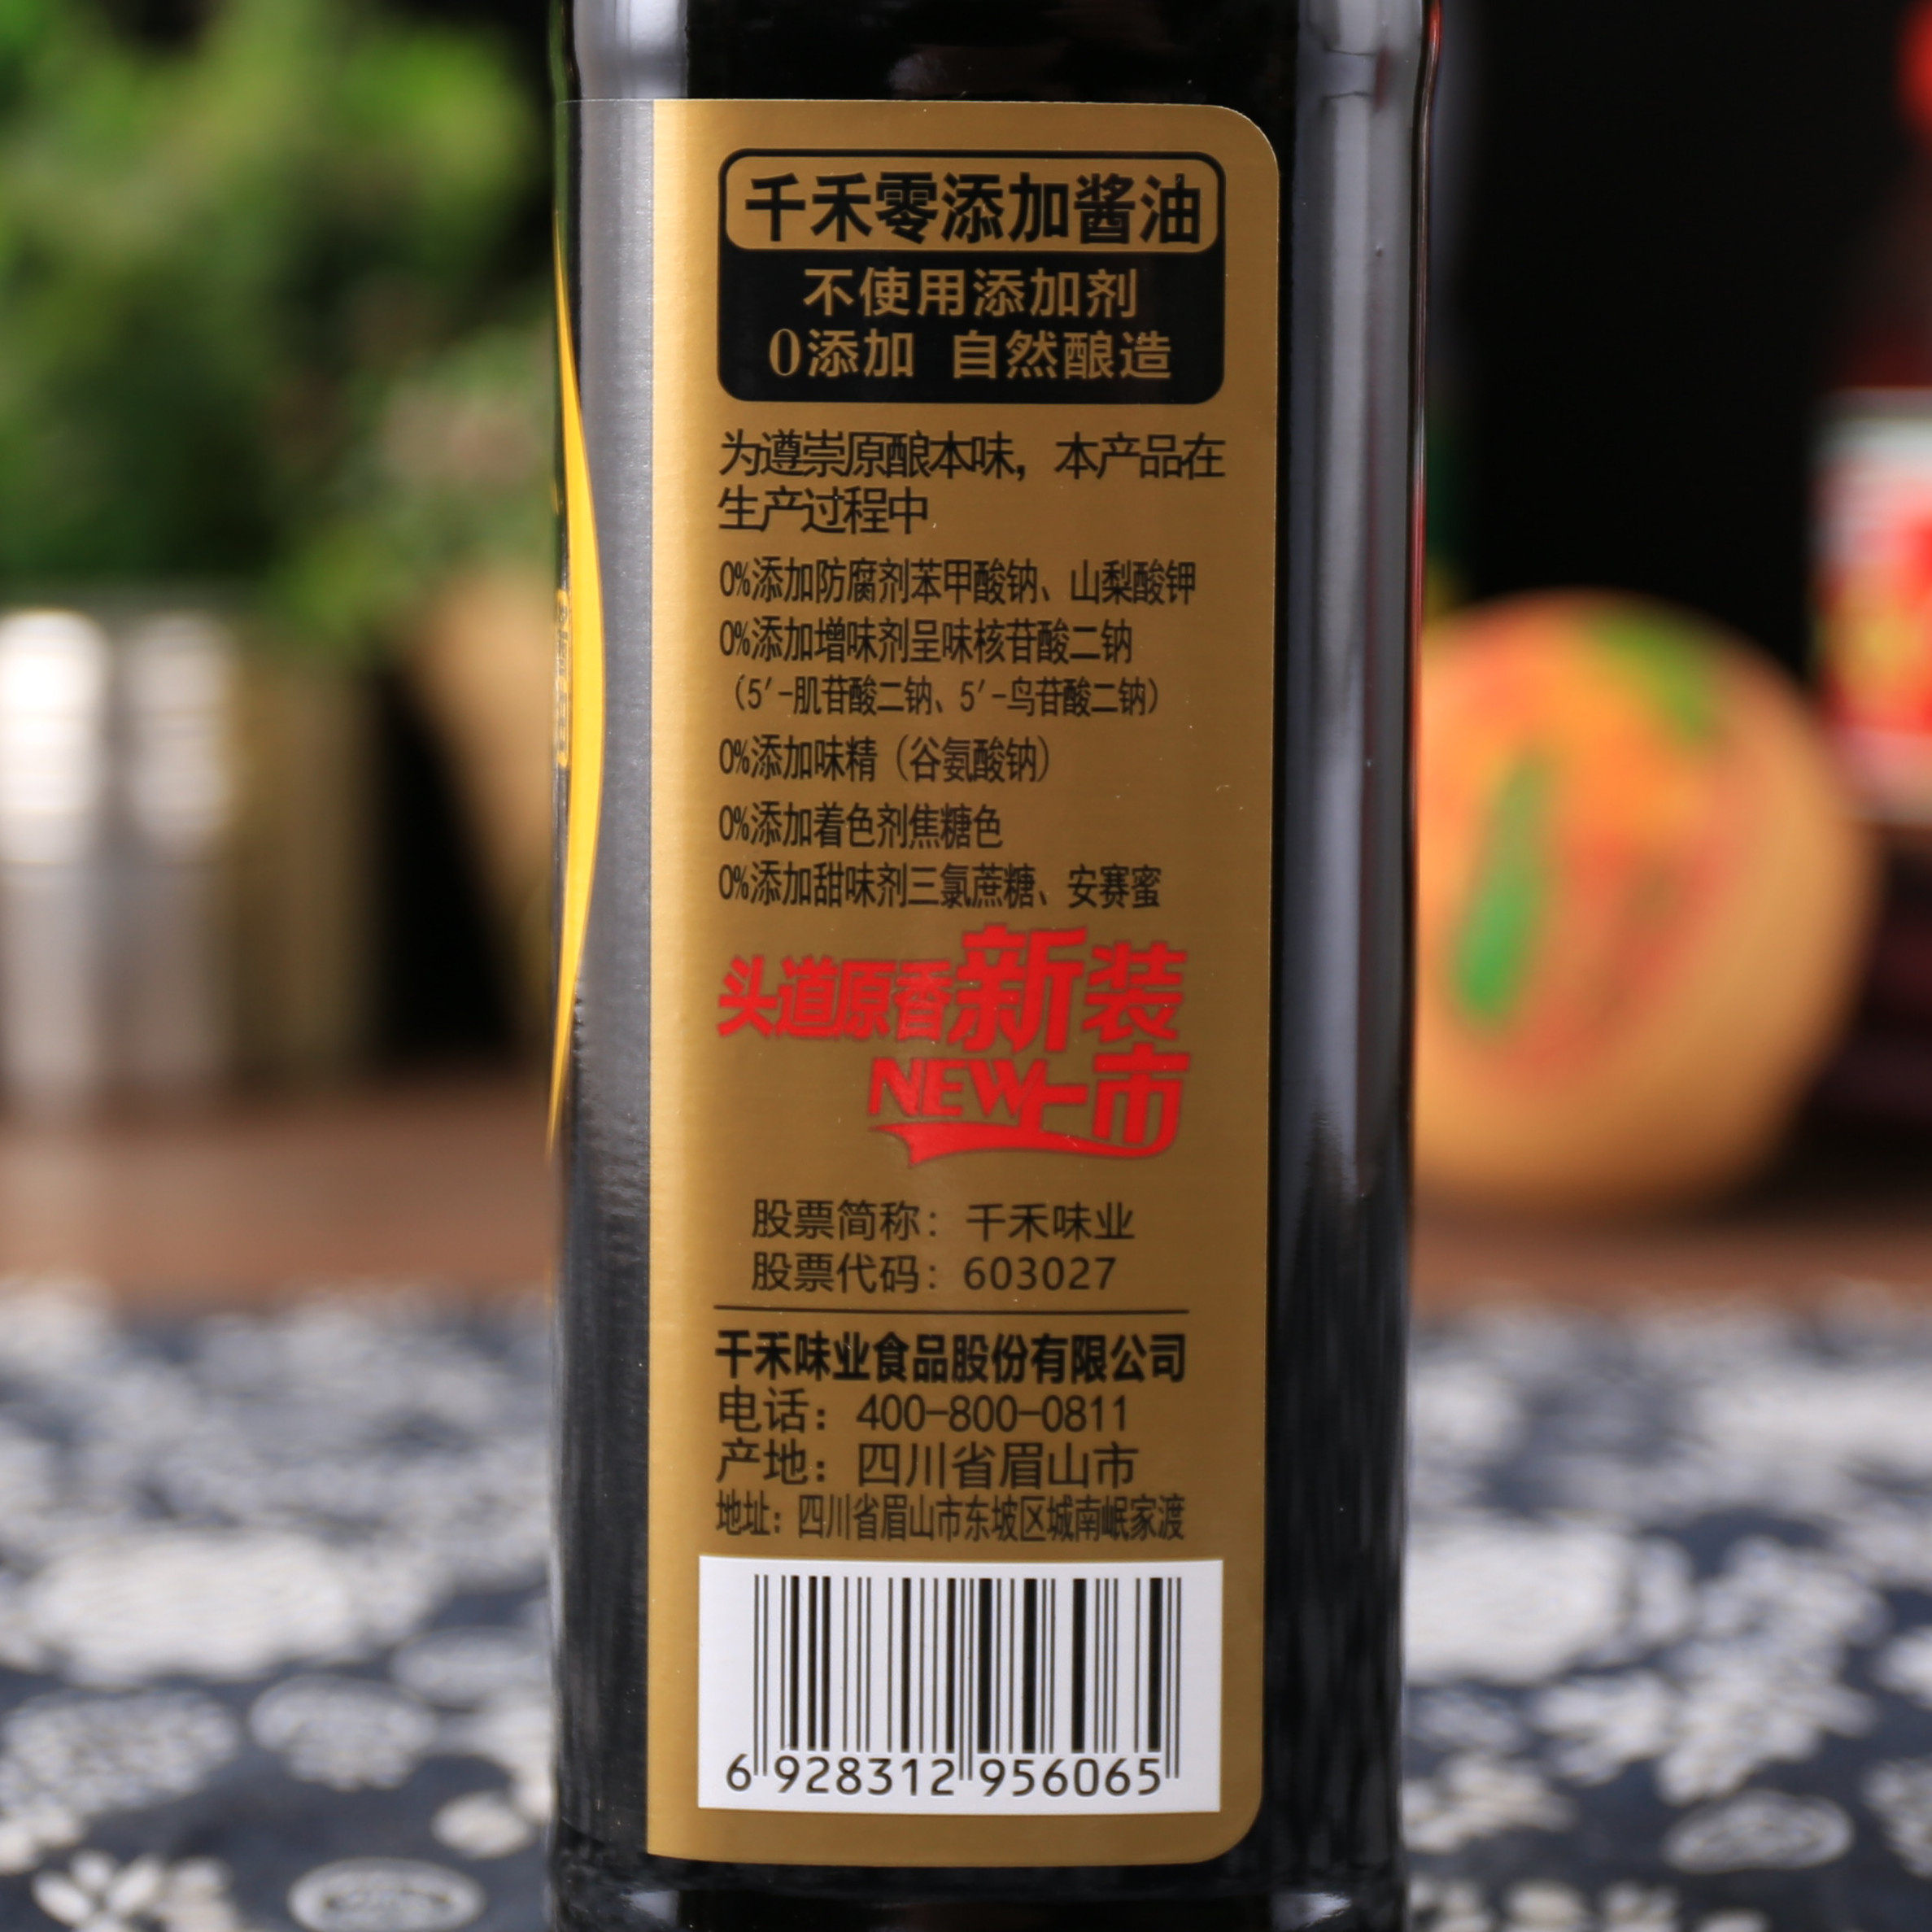 千禾零添加酱油
不使用添加剂
0添加 自然酿造
为遵崇原酿本味，本产品在
生产过程中
0%添加防腐剂苯甲酸钠、山梨酸钾
0%添加增味剂呈味核苷酸二钠
（5′-肌苷酸二钠、5′-鸟苷酸二钠）
0%添加味精（谷氨酸钠）
0%添加着色剂焦糖色
0%添加甜味剂三氯蔗糖、安赛蜜
头道原香新装
NEW上市
股票简称：千禾味业
股票代码：603027
千禾味业食品股份有限公司
电话：400-800-0811
产地：四川省眉山市
地址：四川省眉山市东坡区城南岷家渡
6 928312 956065